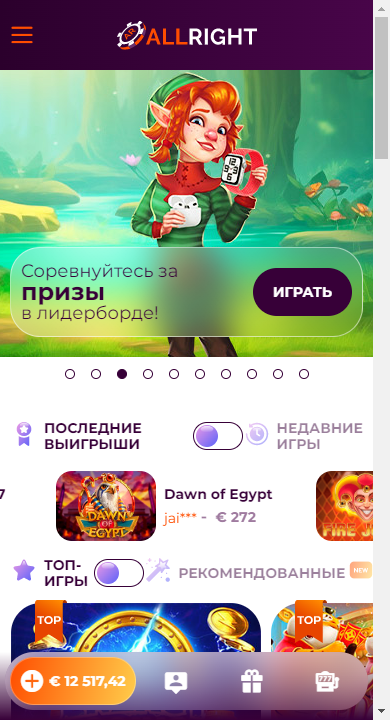 ALLRIGHT
Соревнуйтесь за
призы
в лидерборде!
ИГРАТЬ
ПОСЛЕДНИЕ
ВЫИГРЫШИ
НЕДАВНИЕ
ИГРЫ
7
DAWN
OF
EGYPT
Dawn of Egypt
jai*** - € 272
FIRE
ТОП-
ИГРЫ
РЕКОМЕНДОВАННЫЕ
NEW
TOP
TOP
€ 12 517,42
777